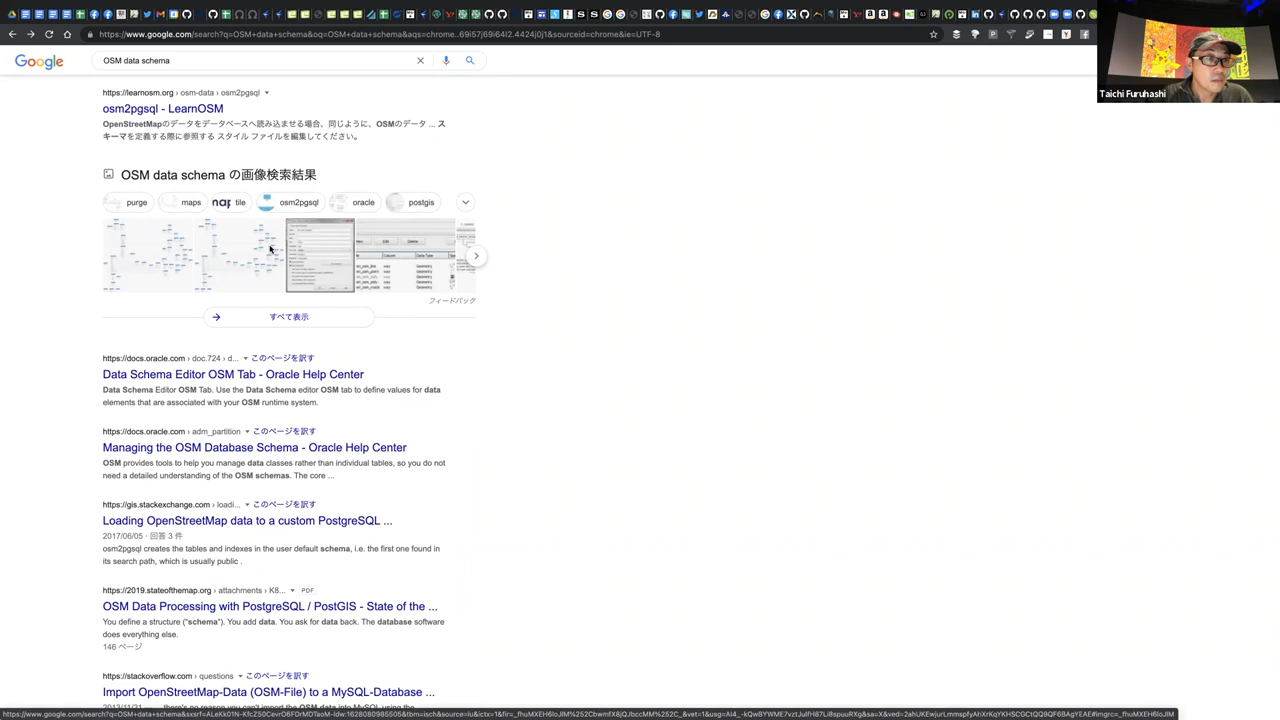 https://www.google.com/search?q=OSM+data+schema&oq=OSM+data+schema&aqs=chrome..69i57j69i64l2.4424j0j1&sourceid=chrome&ie=UTF-8
Google
OSM data schema
Taichi Furuhashi
https://learnosm.org › osm-data › osm2pgsql
osm2pgsql - LearnOSM
OpenStreetMapのデータをデータベースへ読み込ませる場合、同じように、OSMのデータ ... ス
キーマを定義する際に参照する スタイル ファイルを編集してください。
OSM data schema の画像検索結果
purge
maps
tile
osm2pgsql
oracle
postgis
フィードバック
すべて表示
https://docs.oracle.com › doc.724 › d... このページを訳す
Data Schema Editor OSM Tab - Oracle Help Center
Data Schema Editor OSM Tab. Use the Data Schema editor OSM tab to define values for data
elements that are associated with your OSM runtime system.
https://docs.oracle.com › adm_partition このページを訳す
Managing the OSM Database Schema - Oracle Help Center
OSM provides tools to help you manage data classes rather than individual tables, so you do not
need a detailed understanding of the OSM schemas. The core ...
https://gis.stackexchange.com › loadi... このページを訳す
Loading OpenStreetMap data to a custom PostgreSQL ...
2017/06/05 · 回答 3 件
osm2pgsql creates the tables and indexes in the user default schema, i.e. the first one found in
its search path, which is usually public .
https://2019.stateofthemap.org › attachments › K8... PDF
OSM Data Processing with PostgreSQL / PostGIS - State of the ...
You define a structure ("schema"). You add data. You ask for data back. The database software
does everything else.
146 ページ
https://stackoverflow.com › questions このページを訳す
Import OpenStreetMap-Data (OSM-File) to a MySQL-Database ...